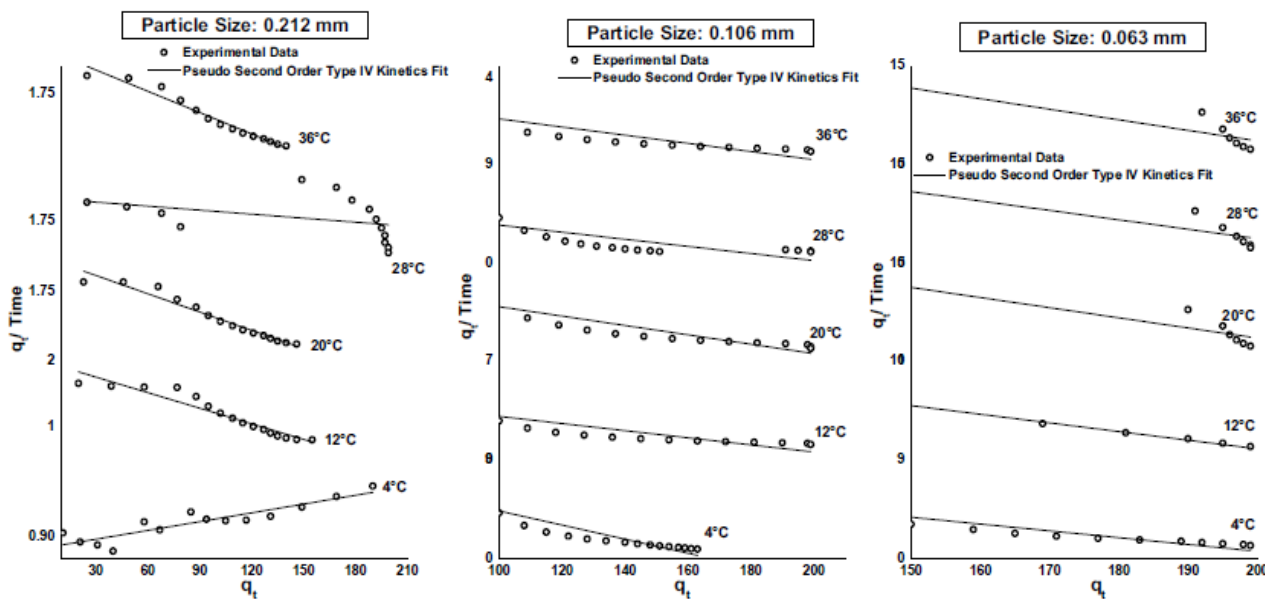 Particle Size: 0.212 mm
Experimental Data
Pseudo Second Order Type IV Kinetics Fit
1.75
1.75
1.75
2
1
0.90
36°C
28°C
20°C
12°C
4°C
30 60 90 120 150 180 210
qt/ Time
qt
Particle Size: 0.106 mm
Experimental Data
Pseudo Second Order Type IV Kinetics Fit
4
9
0
7
0
36°C
28°C
20°C
12°C
4°C
100 120 140 160 180 200
qt/ Time
qt
Particle Size: 0.063 mm
Experimental Data
Pseudo Second Order Type IV Kinetics Fit
15
9
0
36°C
28°C
20°C
12°C
4°C
150 160 170 180 190 200
qt/ Time
qt